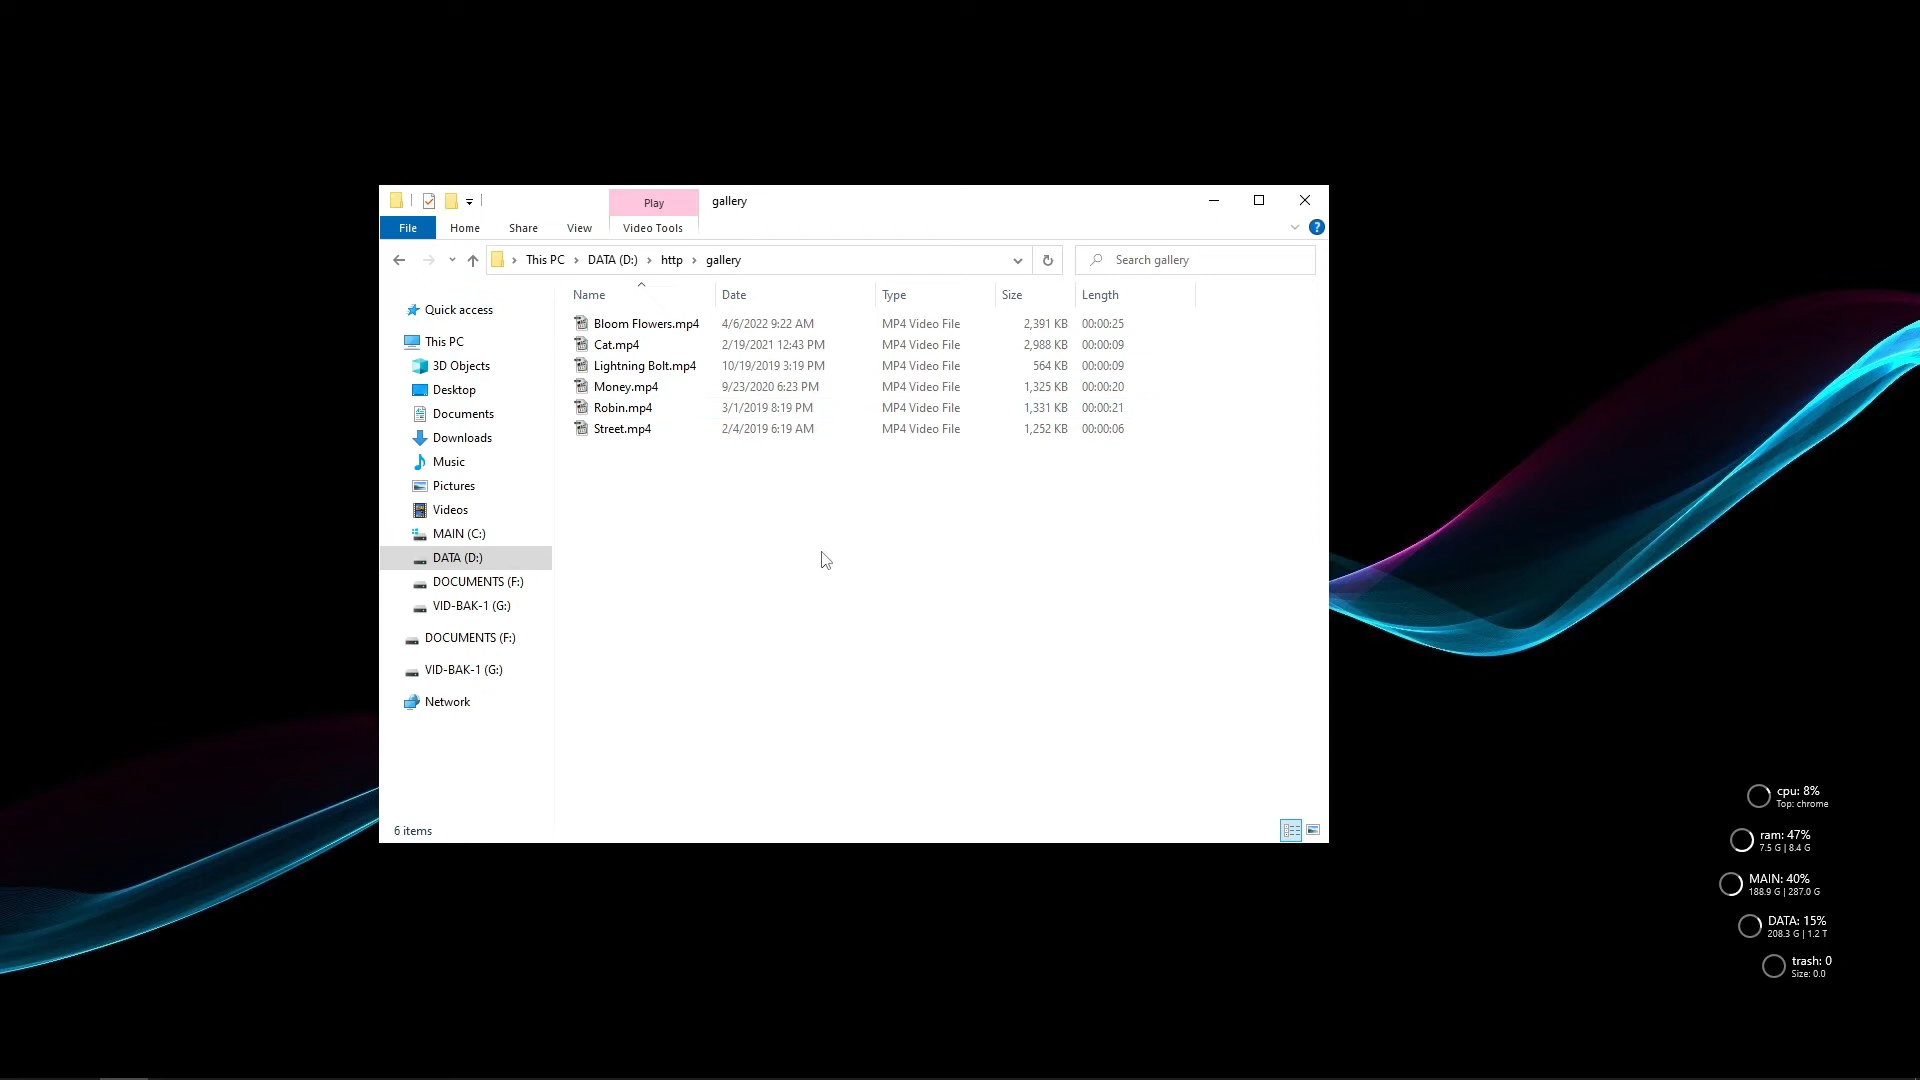 Play
gallery
File
Home
Share
View
Video Tools
?
This PC
DATA (D:)
http
gallery
Search gallery
Name
Date
Type
Size
Length
Bloom Flowers.mp4 4/6/2022 9:22 AM MP4 Video File 2,391 KB 00:00:25
Cat.mp4 2/19/2021 12:43 PM MP4 Video File 2,988 KB 00:00:09
Lightning Bolt.mp4 10/19/2019 3:19 PM MP4 Video File 564 KB 00:00:09
Money.mp4 9/23/2020 6:23 PM MP4 Video File 1,325 KB 00:00:20
Robin.mp4 3/1/2019 8:19 PM MP4 Video File 1,331 KB 00:00:21
Street.mp4 2/4/2019 6:19 AM MP4 Video File 1,252 KB 00:00:06
Quick access
This PC
3D Objects
Desktop
Documents
Downloads
Music
Pictures
Videos
MAIN (C:)
DATA (D:)
DOCUMENTS (F:)
VID-BAK-1 (G:)
DOCUMENTS (F:)
VID-BAK-1 (G:)
Network
6 items
cpu: 8%
Top: chrome
ram: 47%
7.5 G | 8.4 G
MAIN: 40%
188.9 G | 287.0 G
DATA: 15%
208.3 G | 1.2 T
trash: 0
Size: 0.0